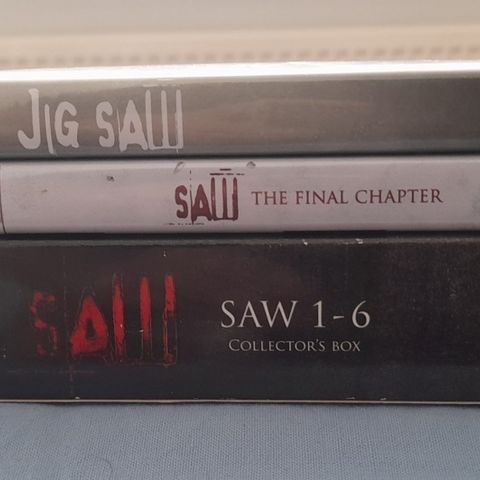 JIG SAW
SAW THE FINAL CHAPTER
SAW SAW 1-6
COLLECTOR'S BOX